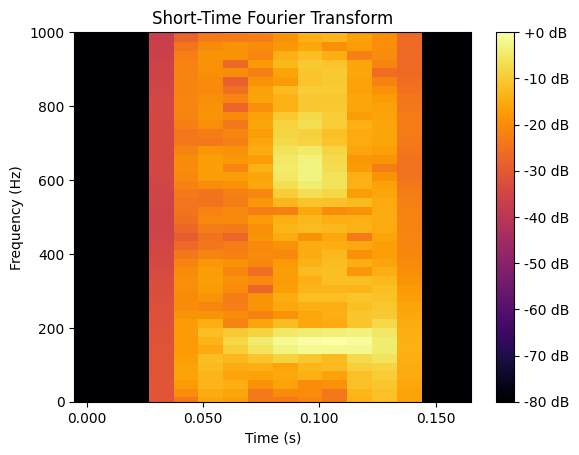 Short-Time Fourier Transform
1000
800
600
400
200
0
Frequency (Hz)
0.000
0.050
0.100
0.150
Time (s)
+0 dB
-10 dB
-20 dB
-30 dB
-40 dB
-50 dB
-60 dB
-70 dB
-80 dB